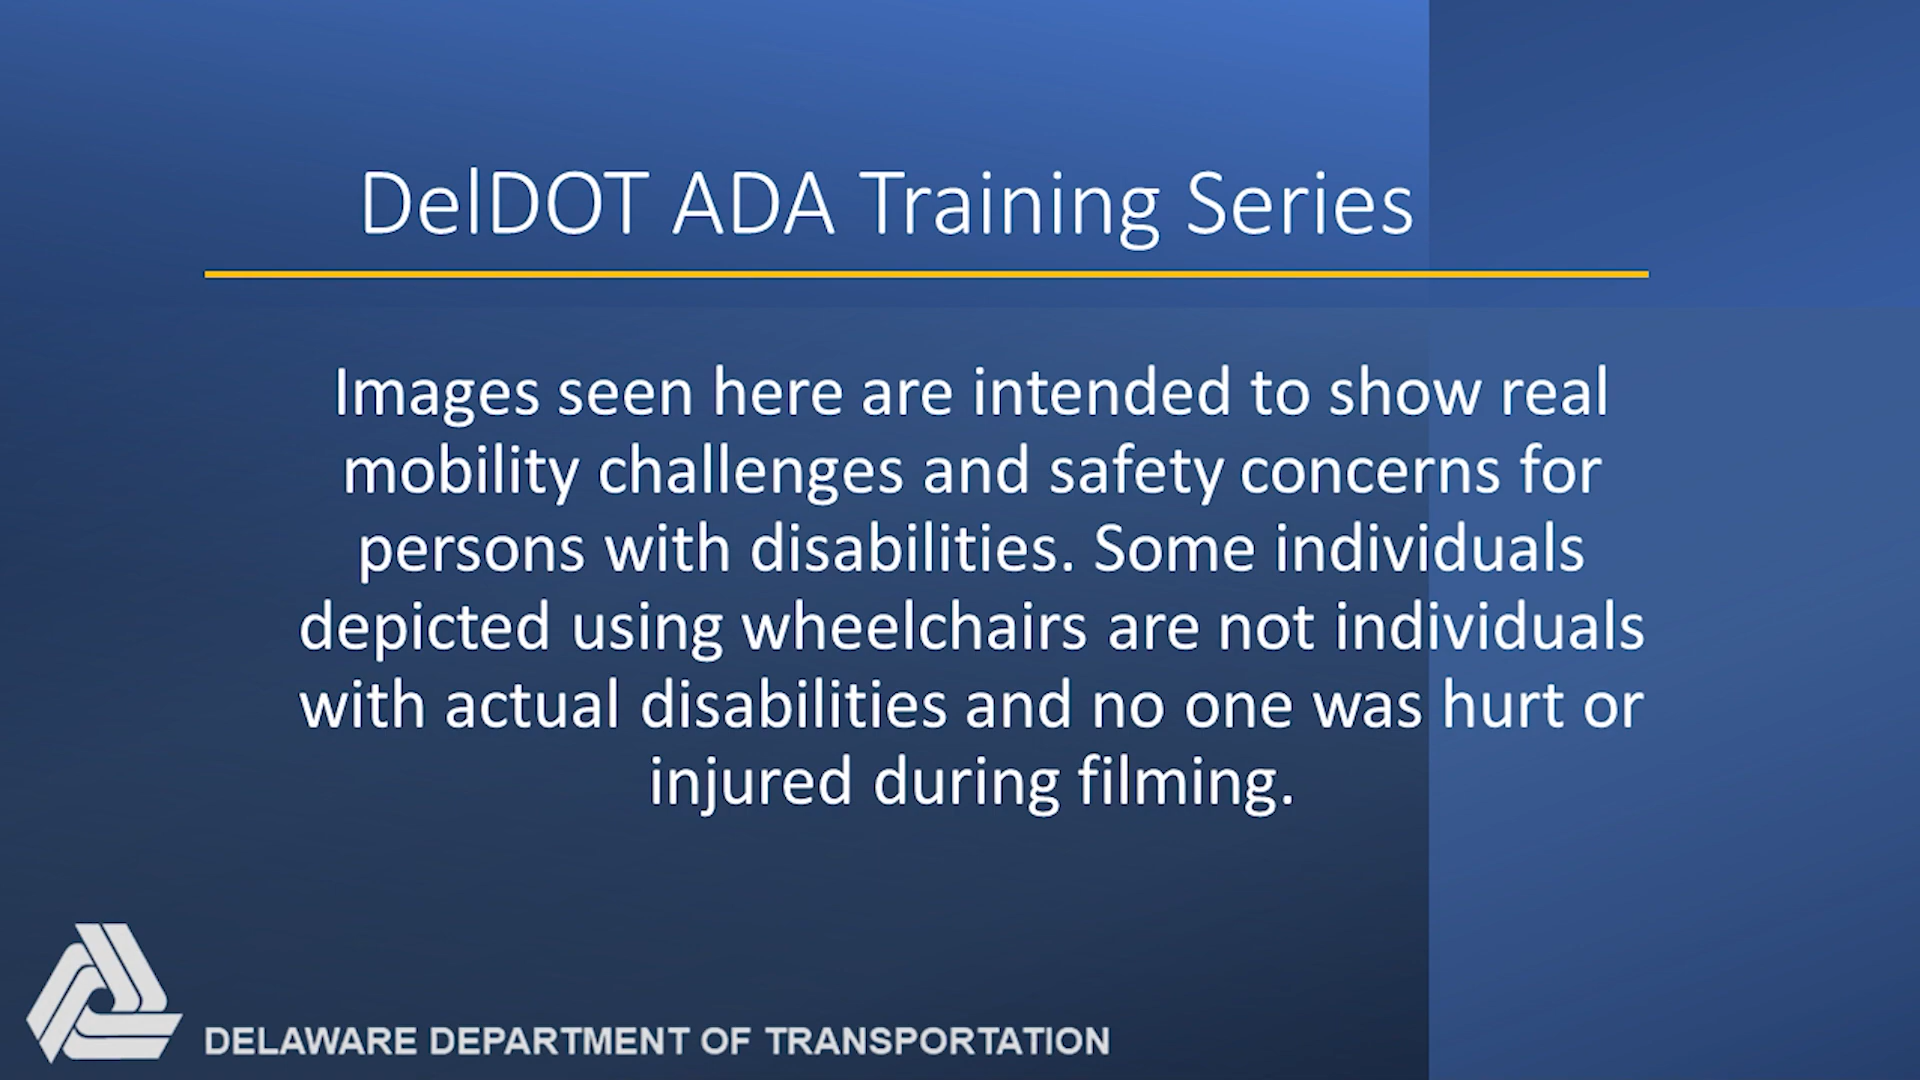 DelDOT ADA Training Series
Images seen here are intended to show real
mobility challenges and safety concerns for
persons with disabilities. Some individuals
depicted using wheelchairs are not individuals
with actual disabilities and no one was hurt or
injured during filming.
DELAWARE DEPARTMENT OF TRANSPORTATION